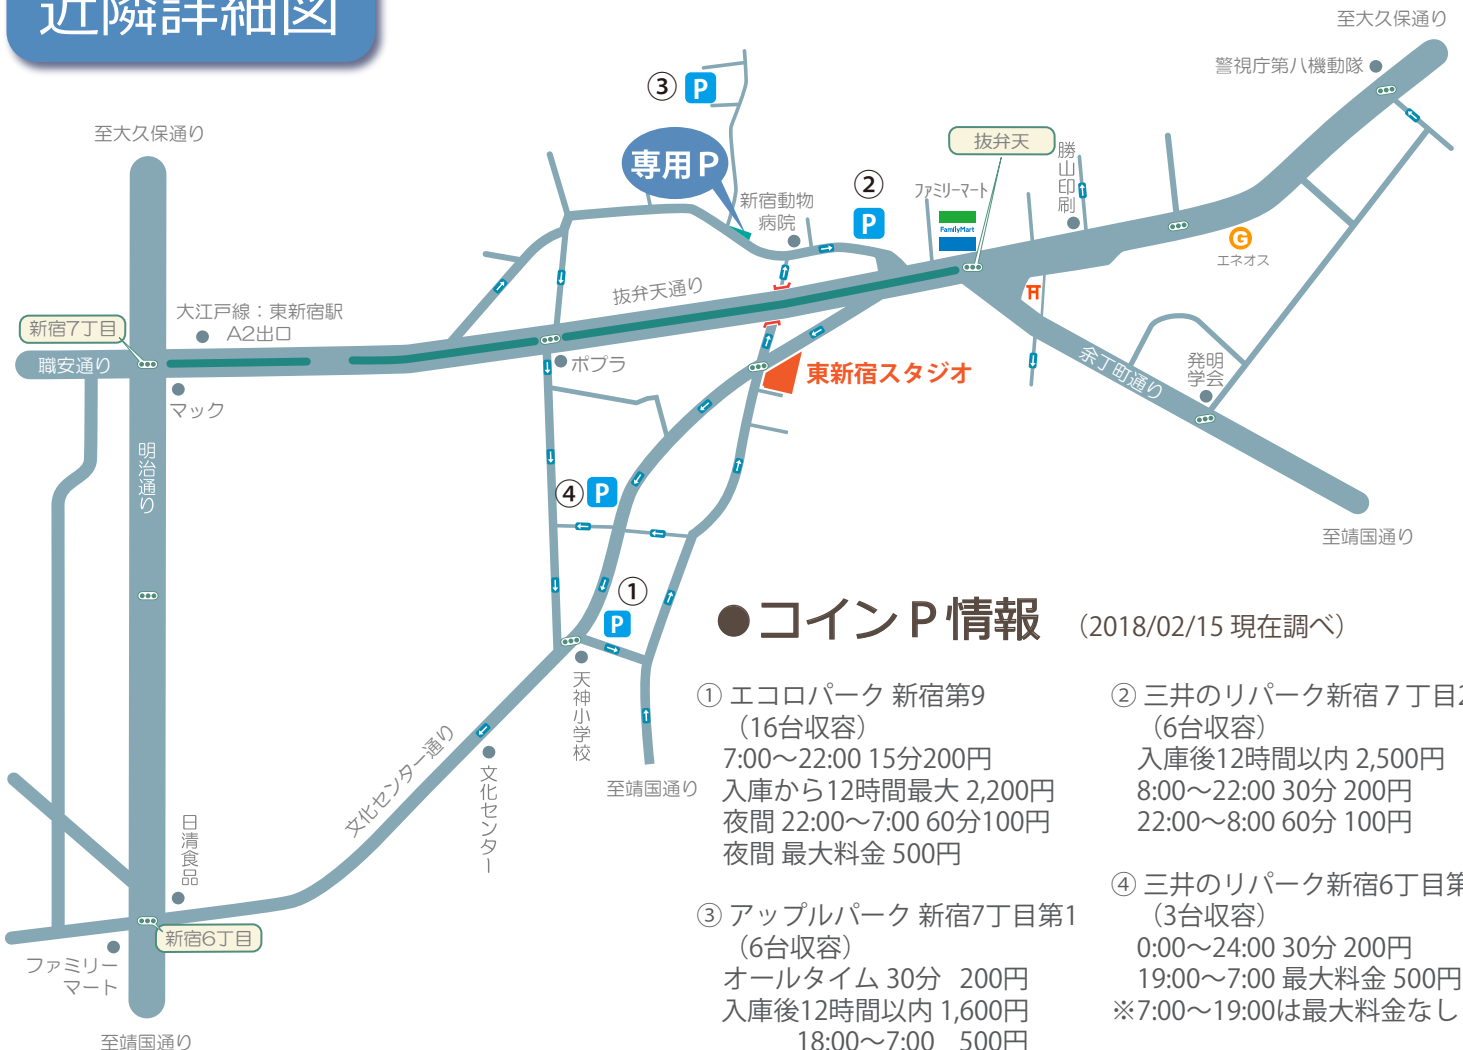 近隣詳細図
至大久保通り
警視庁第八機動隊
③ P
至大久保通り
専用P
抜弁天
勝山印刷
② P
ファミリーマート
FamilyMart
新宿動物
病院
G
エネオス
抜弁天通り
大江戸線:東新宿駅
A2出口
新宿7丁目
職安通り
ポプラ
マック
東新宿スタジオ
余丁町通り
発明
学会
明治通り
④ P
至靖国通り
① P
天神小学校
文化センター
文化センター通り
至靖国通り
日清食品
新宿6丁目
ファミリー
マート
至靖国通り
●コインP情報 (2018/02/15 現在調べ)
① エコロパーク 新宿第9
(16台収容)
7:00~22:00 15分200円
入庫から12時間最大 2,200円
夜間 22:00~7:00 60分100円
夜間 最大料金 500円
② 三井のリパーク新宿7丁目
(6台収容)
入庫後12時間以内 2,500円
8:00~22:00 30分 200円
22:00~8:00 60分 100円
③ アップルパーク 新宿7丁目第1
(6台収容)
オールタイム 30分 200円
入庫後12時間以内 1,600円
18:00~7:00 500円
④ 三井のリパーク新宿6丁目第
(3台収容)
0:00~24:00 30分 200円
19:00~7:00 最大料金 500円
※7:00~19:00は最大料金なし